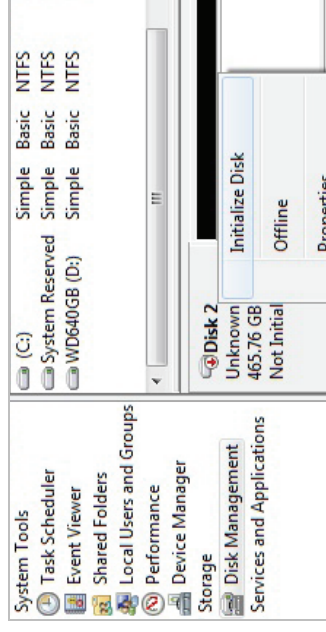 System Tools
Task Scheduler
Event Viewer
Shared Folders
Local Users and Groups
Performance
Device Manager
Storage
Disk Management
Services and Applications
(C:) Simple Basic NTFS
System Reserved Simple Basic NTFS
WD640GB (D:) Simple Basic NTFS
Disk 2
Unknown
465.76 GB
Not Initial
Initialize Disk
Offline
Properties